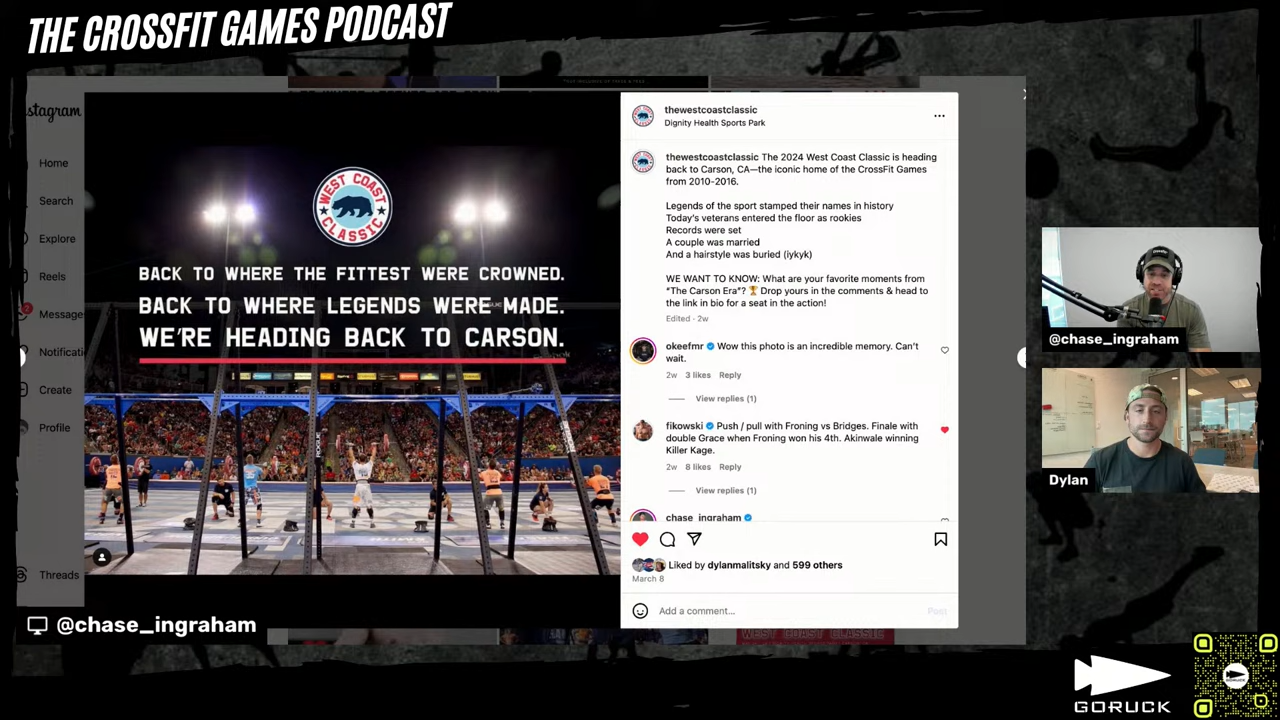 THE CROSSFIT GAMES PODCAST
stagram
Home
Search
Explore
Reels
Message
Notificati
Create
Profile
Threads
WEST COAST
CLASSIC
BACK TO WHERE THE FITTEST WERE CROWNED.
BACK TO WHERE LEGENDS WERE MADE.
WE'RE HEADING BACK TO CARSON.
ROGUE
thewestcoastclassic
Dignity Health Sports Park
thewestcoastclassic The 2024 West Coast Classic is heading
back to Carson, CA—the iconic home of the CrossFit Games
from 2010-2016.
Legends of the sport stamped their names in history
Today's veterans entered the floor as rookies
Records were set
A couple was married
And a hairstyle was buried (iykyk)
WE WANT TO KNOW: What are your favorite moments from
"The Carson Era"? 🏆 Drop yours in the comments & head to
the link in bio for a seat in the action!
Edited · 2w
okeefmr Wow this photo is an incredible memory. Can't
wait.
2w 3 likes Reply
View replies (1)
fikowski Push / pull with Froning vs Bridges. Finale with
double Grace when Froning won his 4th. Akinwale winning
Killer Kage.
2w 8 likes Reply
View replies (1)
chase_ingraham
Liked by dylanmalitsky and 599 others
March 8
Add a comment...
Post
@chase_ingraham
Dylan
@chase_ingraham
WEST COAST CLASSIC
GORUCK
GORUCK